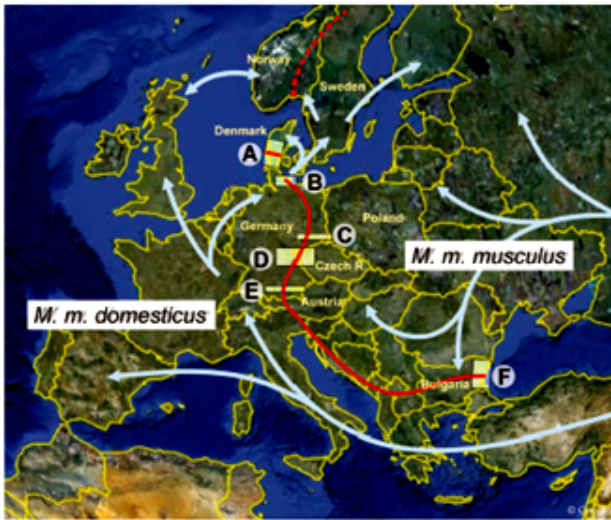 Norway
Sweden
Denmark
A
B
Germany
Poland
C
D
Czech R
M. m. musculus
E
Austria
M. m. domesticus
Bulgaria
F